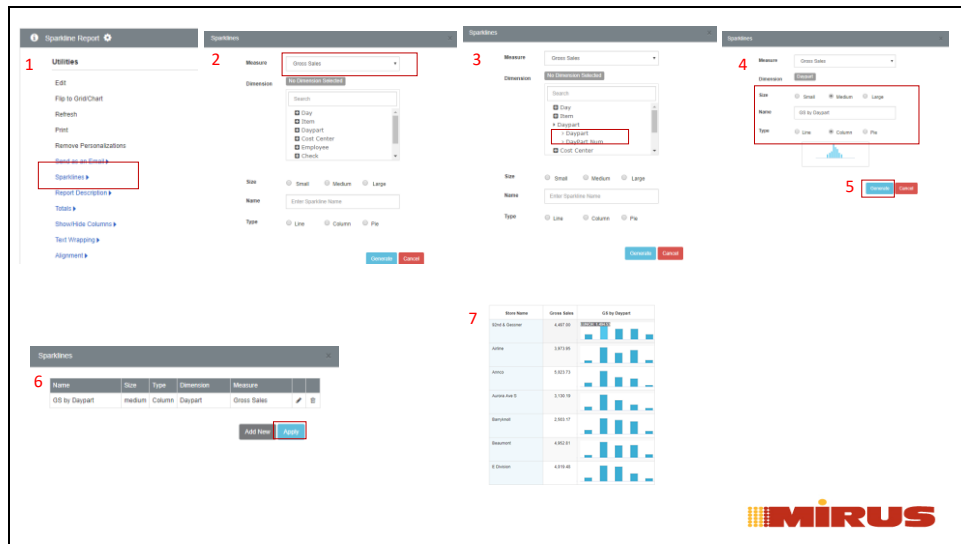 Sparkline Report
1
Utilities
Edit
Flip to Grid/Chart
Refresh
Print
Remove Personalizations
Send as an Email
Sparklines
Report Description
Totals
Show/Hide Columns
Text Wrapping
Alignment
Sparklines ×
2
Measure Gross Sales
Dimension No Dimension Selected
Search
Day
Item
Daypart
Cost Center
Employee
Check
Size Small Medium Large
Name Enter Sparkline Name
Type Line Column Pie
Generate Cancel
Sparklines ×
3
Measure Gross Sales
Dimension No Dimension Selected
Search
Day
Item
Daypart
Daypart
DayPart Num
Cost Center
Size Small Medium Large
Name Enter Sparkline Name
Type Line Column Pie
Generate Cancel
Sparklines ×
4
Measure Gross Sales
Dimension Daypart
Size Small Medium Large
Name GS by Daypart
Type Line Column Pie
5
Generate Cancel
Sparklines ×
6
Name Size Type Dimension Measure
GS by Daypart medium Column Daypart Gross Sales
Add New Apply
7
Store Name Gross Sales GS by Daypart
Airline
Aurora Ave S
Beaumont
E Division
MIRUS